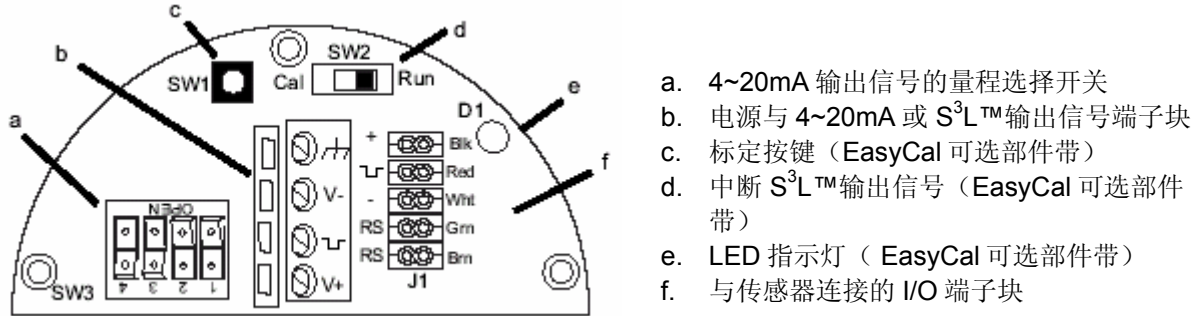 c
b
d
SW2
SW1
Cal
Run
a
D1
e
f
+
Blk
Red
V-
-
Wht
RS
Grn
RS
Brn
V+
J1
OPEN
4 3 2 1
SW3
a. 4~20mA 输出信号的量程选择开关
b. 电源与 4~20mA 或 S³L™输出信号端子块
c. 标定按键（EasyCal 可选部件带）
d. 中断 S³L™输出信号（EasyCal 可选部件
带）
e. LED 指示灯（ EasyCal 可选部件带）
f. 与传感器连接的 I/O 端子块